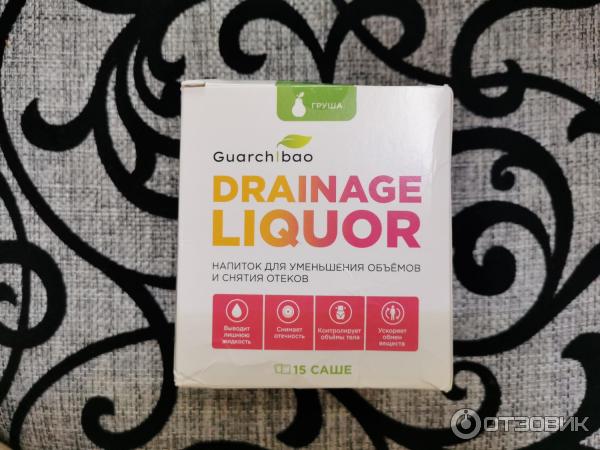 ГРУША
Guarchibao
DRAINAGE
LIQUOR
НАПИТОК ДЛЯ УМЕНЬШЕНИЯ ОБЪЁМОВ
И СНЯТИЯ ОТЕКОВ
Выводит
лишнюю
жидкость
Снимает
отечность
Контролирует
объёмы тела
Ускоряет
обмен
веществ
15 САШЕ
ОТЗОВИК